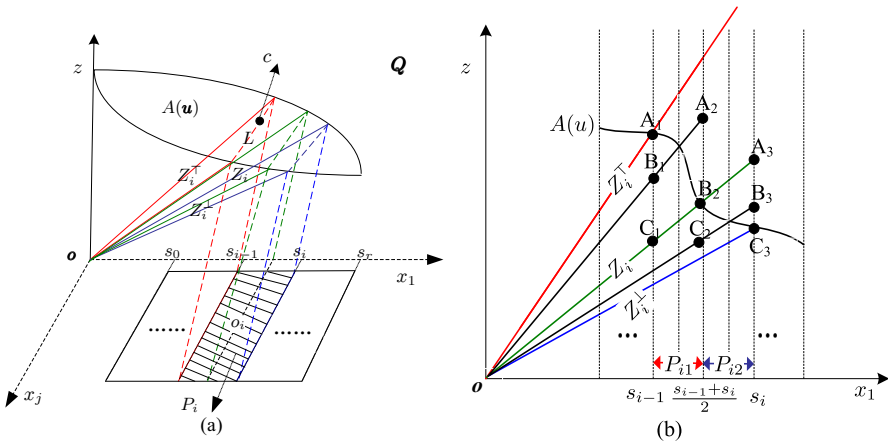 z
c
Q
A(u)
L
Z_i^⊤
Z_i
Z_i^⊥
o
s_0
s_{i-1}
s_i
s_r
x_1
......
o_i
......
x_j
P_i
(a)
z
A(u)
A_1
A_2
A_3
B_1
B_2
B_3
C_1
C_2
C_3
Z_i^⊤
Z_i
Z_i^⊥
...
...
P_{i1}
P_{i2}
o
s_{i-1}
\frac{s_{i-1}+s_i}{2}
s_i
x_1
(b)